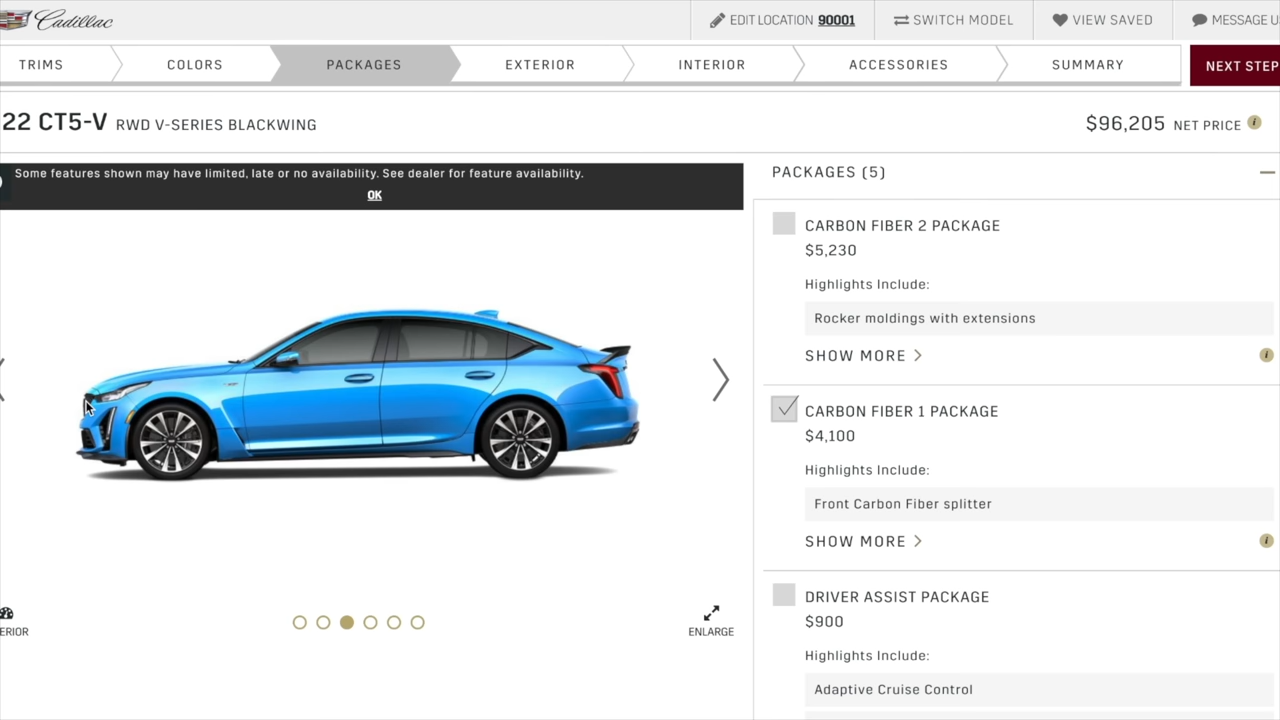 Cadillac
EDIT LOCATION 90001
SWITCH MODEL
VIEW SAVED
MESSAGE U
TRIMS
COLORS
PACKAGES
EXTERIOR
INTERIOR
ACCESSORIES
SUMMARY
NEXT STEP
22 CT5-V RWD V-SERIES BLACKWING
$96,205 NET PRICE
Some features shown may have limited, late or no availability. See dealer for feature availability.
OK
ERIOR
ENLARGE
PACKAGES (5)
CARBON FIBER 2 PACKAGE
$5,230
Highlights Include:
Rocker moldings with extensions
SHOW MORE
CARBON FIBER 1 PACKAGE
$4,100
Highlights Include:
Front Carbon Fiber splitter
SHOW MORE
DRIVER ASSIST PACKAGE
$900
Highlights Include:
Adaptive Cruise Control